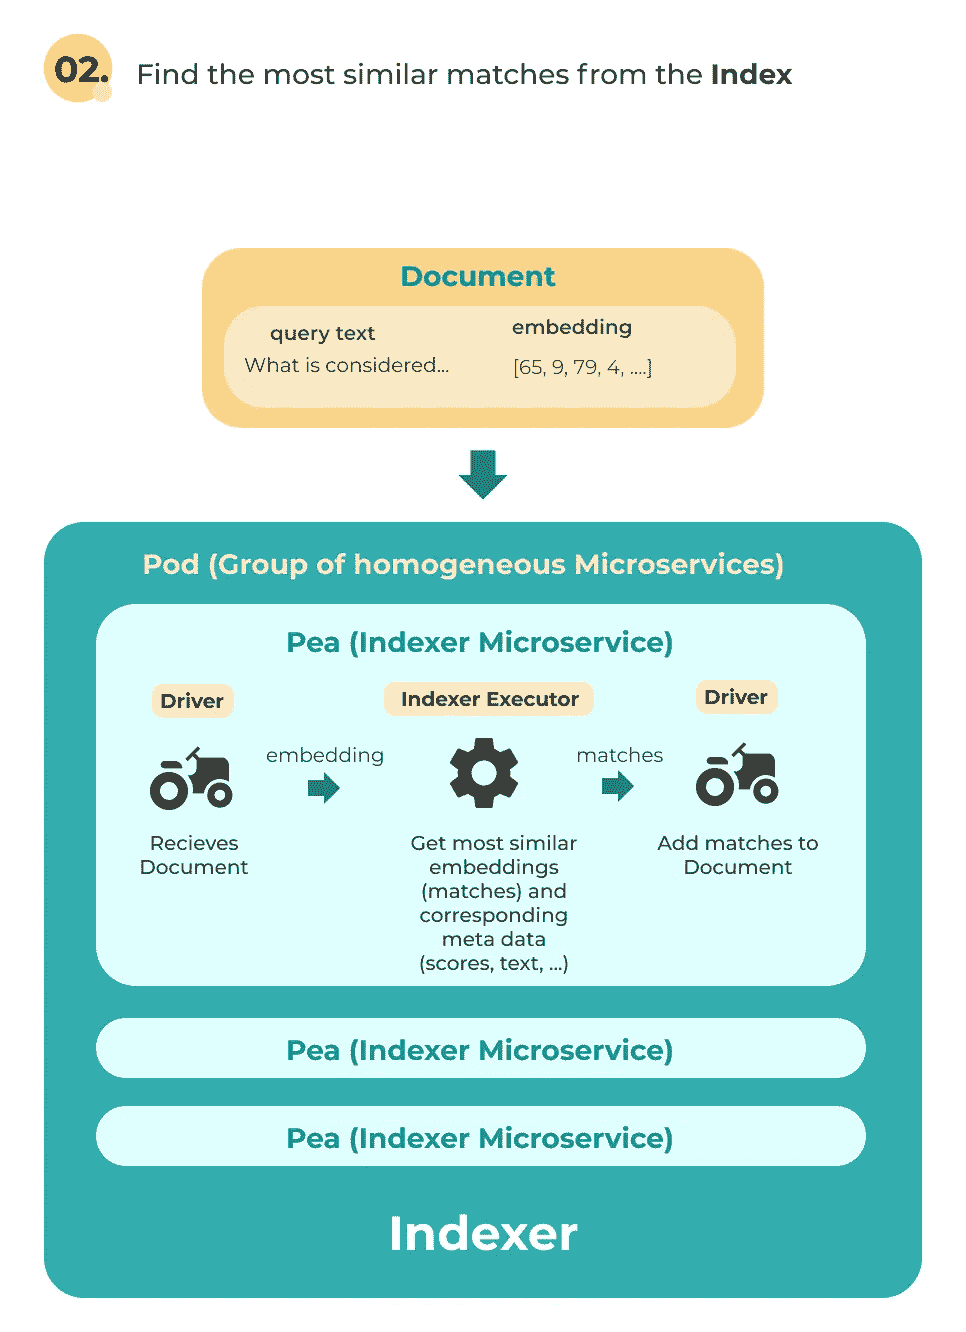 02.
Find the most similar matches from the Index
Document
query text
What is considered...
embedding
[65, 9, 79, 4, ....]
Pod (Group of homogeneous Microservices)
Pea (Indexer Microservice)
Driver
embedding
Recieves
Document
Indexer Executor
matches
Get most similar
embeddings
(matches) and
corresponding
meta data
(scores, text, ...)
Driver
Add matches to
Document
Pea (Indexer Microservice)
Pea (Indexer Microservice)
Indexer